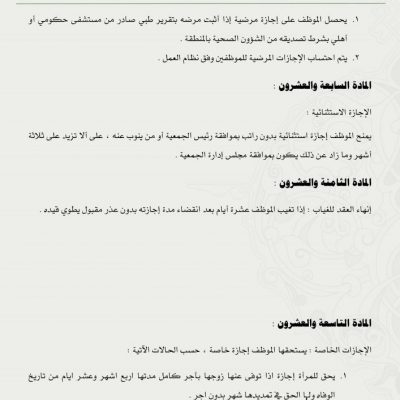 ١. يحصل الموظف على إجازة مرضية إذا أثبت مرضه بتقرير طبي صادر من مستشفى حكومي أو
أهلي بشرط تصديقه من الشؤون الصحية بالمنطقة .
٢. يتم احتساب الإجازات المرضية للموظفين وفق نظام العمل .
المادة السابعة والعشرون :
الإجازة الاستثنائية :
يمنح الموظف إجازة استثنائية بدون راتب بموافقة رئيس الجمعية أو من ينوب عنه ، على ألا تزيد على ثلاثة
أشهر وما زاد عن ذلك يكون بموافقة مجلس إدارة الجمعية .
المادة الثامنة والعشرون :
إنهاء العقد للغياب : إذا تغيب الموظف عشرة أيام بعد انقضاء مدة إجازته بدون عذر مقبول يطوي قيده .
المادة التاسعة والعشرون :
الإجازات الخاصة : يستحقها الموظف إجازة خاصة ، حسب الحالات الآتية :
١. يحق للمرأة إجازة اذا توفى عنها زوجها بأجر كامل مدتها اربع اشهر وعشر ايام من تاريخ
الوفاه ولها الحق في تمديدها شهر بدون اجر .